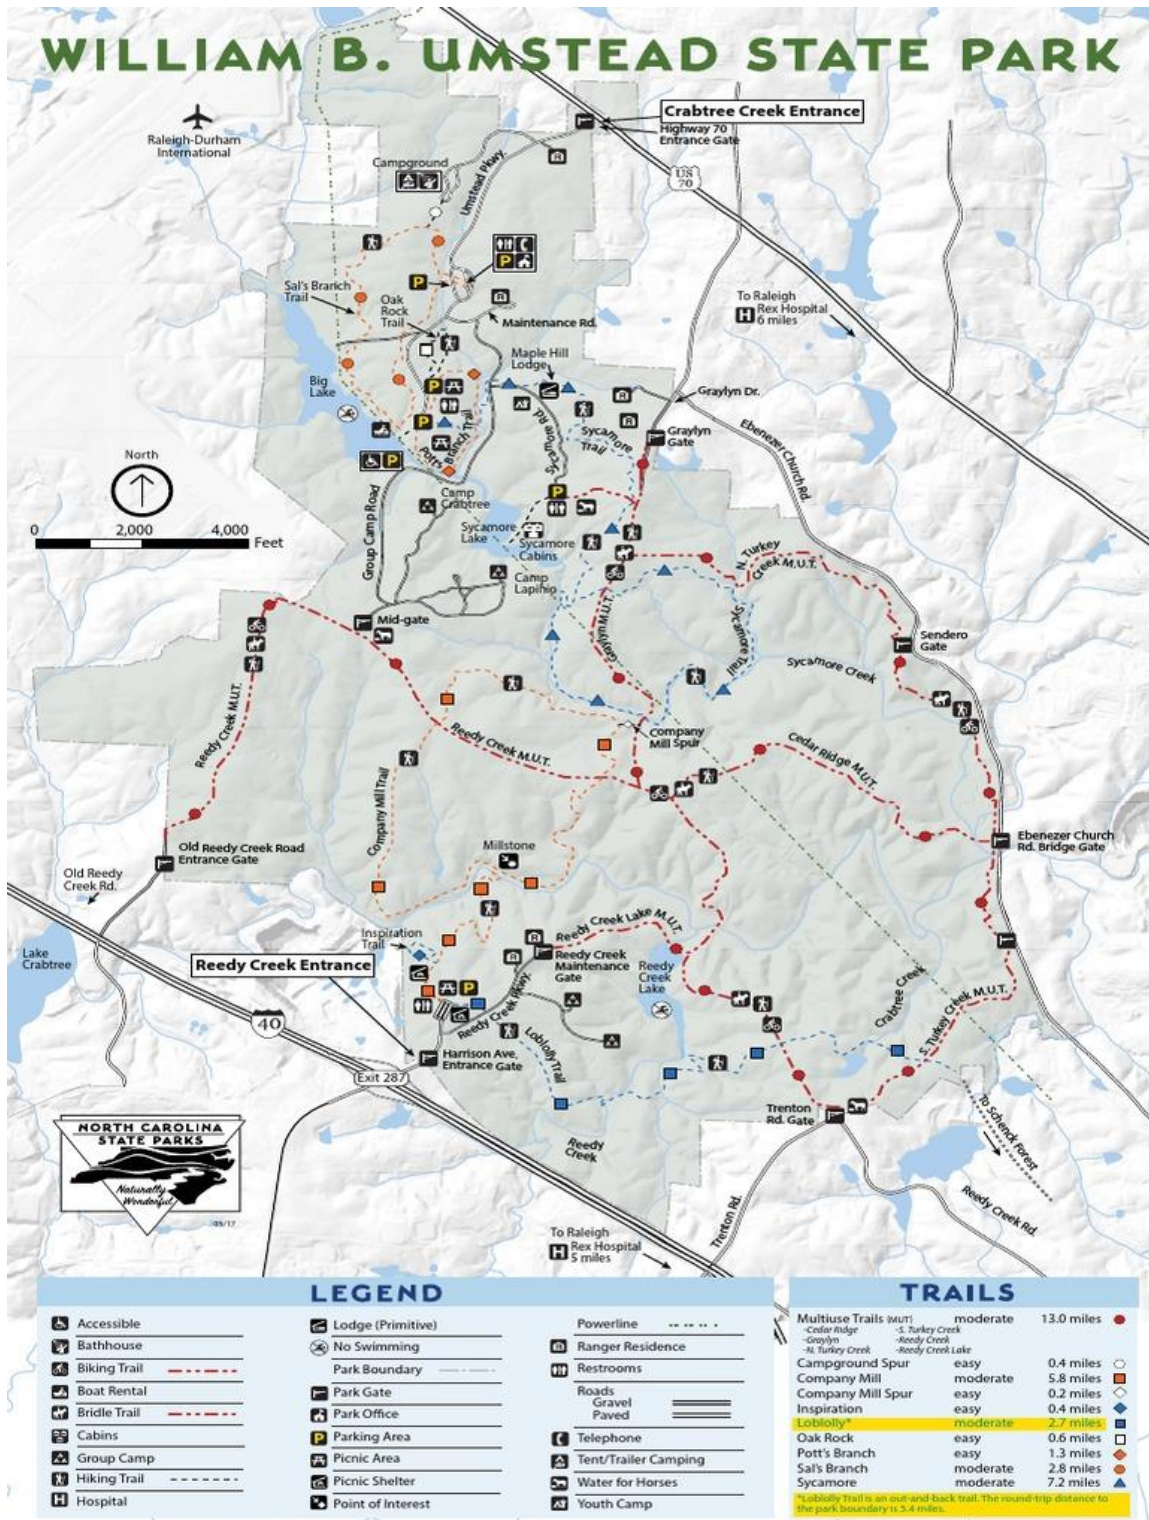 WILLIAM B. UMSTEAD STATE PARK
Crabtree Creek Entrance
Highway 70
Entrance Gate
Raleigh-Durham
International
Campground
Umstead Pkwy.
US
70
Sal's Branch
Trail
Oak
Rock
Trail
Maintenance Rd.
To Raleigh
H Rex Hospital
6 miles
Maple Hill
Lodge
Big
Lake
Graylyn Dr.
Graylyn
Gate
Sycamore
Trail
Sycamore Rd.
Pott's
Branch Trail
Ebenezer Church Rd.
North
0 2,000 4,000 Feet
Group Camp Road
Camp
Crabtree
Sycamore
Lake
Sycamore
Cabins
Camp
Lapihio
N. Turkey
Creek M.U.T.
Mid-gate
Graylyn M.U.T.
Sycamore Trail
Sendero
Gate
Sycamore Creek
Reedy Creek M.U.T.
Reedy Creek M.U.T.
Company
Mill Spur
Cedar Ridge M.U.T.
Company Mill Trail
Old Reedy Creek Road
Entrance Gate
Ebenezer Church
Rd. Bridge Gate
Millstone
Old Reedy
Creek Rd.
Inspiration
Trail
Reedy Creek Lake M.U.T.
Lake
Crabtree
Reedy Creek Entrance
Reedy Creek
Maintenance
Gate
Reedy
Creek
Lake
Reedy Creek Pkwy.
Crabtree Creek
S. Turkey Creek M.U.T.
40
Loblolly Trail
Harrison Ave.
Entrance Gate
Exit 287
Trenton
Rd. Gate
To Schenck Forest
NORTH CAROLINA
STATE PARKS
Naturally
Wonderful
05/17
Reedy
Creek
Trenton Rd.
Reedy Creek Rd.
To Raleigh
H Rex Hospital
5 miles
LEGEND
Accessible
Bathhouse
Biking Trail
Boat Rental
Bridle Trail
Cabins
Group Camp
Hiking Trail
H Hospital
Lodge (Primitive)
No Swimming
Park Boundary
Park Gate
Park Office
P Parking Area
Picnic Area
Picnic Shelter
Point of Interest
Powerline
Ranger Residence
Restrooms
Roads
Gravel
Paved
Telephone
Tent/Trailer Camping
Water for Horses
Youth Camp
TRAILS
Multiuse Trails (MUT) moderate 13.0 miles
-Cedar Ridge -S. Turkey Creek
-Graylyn -Reedy Creek
-N. Turkey Creek -Reedy Creek Lake
Campground Spur easy 0.4 miles
Company Mill moderate 5.8 miles
Company Mill Spur easy 0.2 miles
Inspiration easy 0.4 miles
Loblolly* moderate 2.7 miles
Oak Rock easy 0.6 miles
Pott's Branch easy 1.3 miles
Sal's Branch moderate 2.8 miles
Sycamore moderate 7.2 miles
*Loblolly Trail is an out-and-back trail. The round-trip distance to
the park boundary is 5.4 miles.